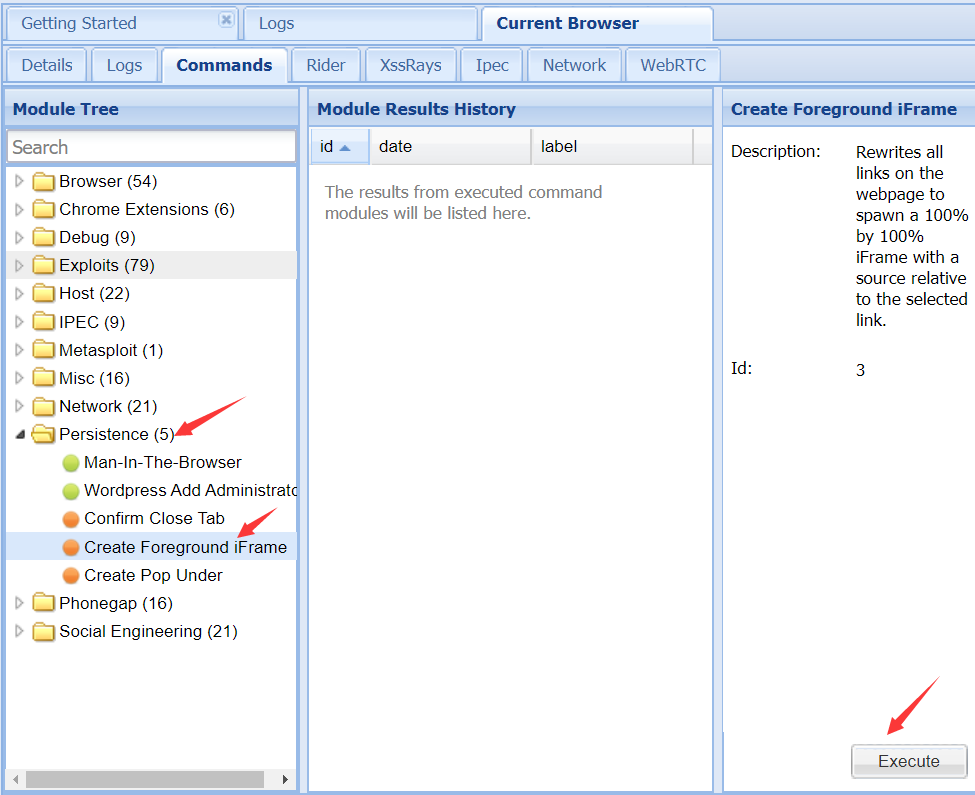 Getting Started
Logs
Current Browser
Details
Logs
Commands
Rider
XssRays
Ipec
Network
WebRTC
Module Tree
Search
Browser (54)
Chrome Extensions (6)
Debug (9)
Exploits (79)
Host (22)
IPEC (9)
Metasploit (1)
Misc (16)
Network (21)
Persistence (5)
Man-In-The-Browser
Wordpress Add Administrato
Confirm Close Tab
Create Foreground iFrame
Create Pop Under
Phonegap (16)
Social Engineering (21)
Module Results History
id
date
label
The results from executed command
modules will be listed here.
Create Foreground iFrame
Description:
Rewrites all
links on the
webpage to
spawn a 100%
by 100%
iFrame with a
source relative
to the selected
link.
Id:
3
Execute